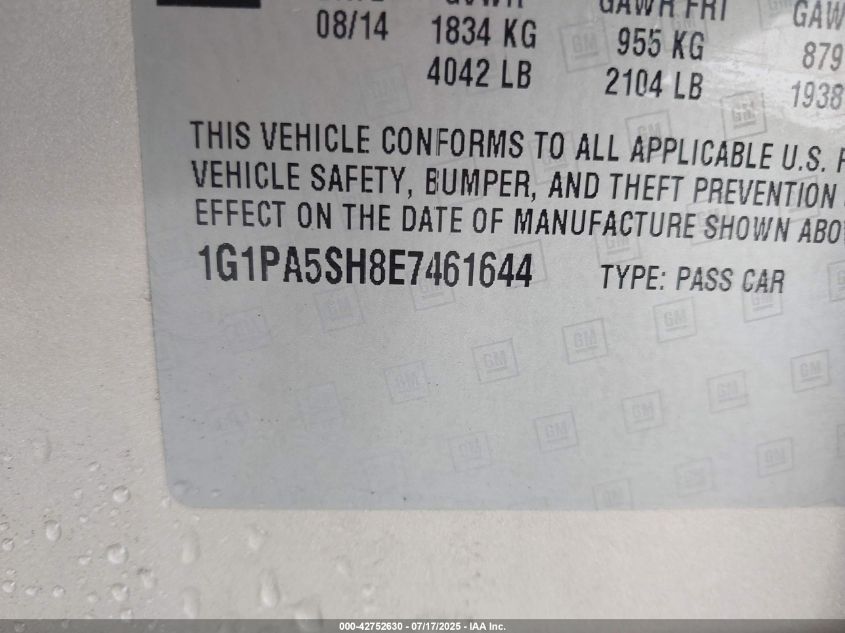 08/14 1834 KG 955 KG 879
4042 LB 2104 LB 1938
THIS VEHICLE CONFORMS TO ALL APPLICABLE U.S.
VEHICLE SAFETY, BUMPER, AND THEFT PREVENTION
EFFECT ON THE DATE OF MANUFACTURE SHOWN ABO
1G1PA5SH8E7461644 TYPE: PASS CAR
000-42752630 - 07/17/2025 - IAA Inc.